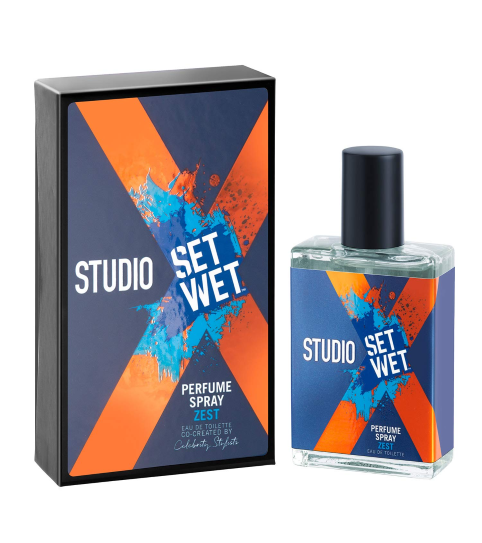 STUDIO
SET
WET
PERFUME
SPRAY
ZEST
EAU DE TOILETTE
CO-CREATED BY
Celebrity Stylists
STUDIO
SET
WET
PERFUME
SPRAY
ZEST
EAU DE TOILETTE